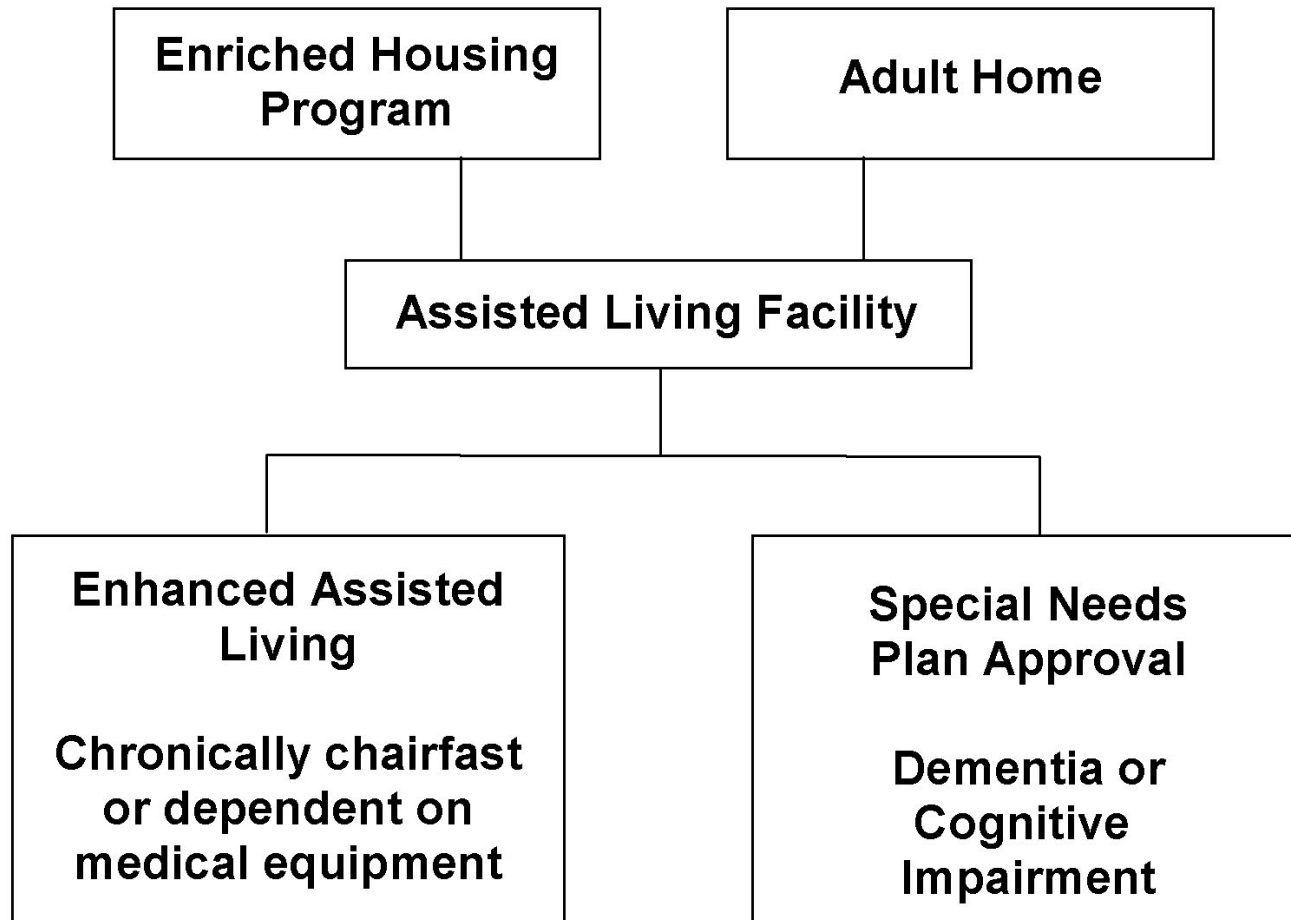 Enriched Housing
Program
Adult Home
Assisted Living Facility
Enhanced Assisted
Living
Chronically chairfast
or dependent on
medical equipment
Special Needs
Plan Approval
Dementia or
Cognitive
Impairment